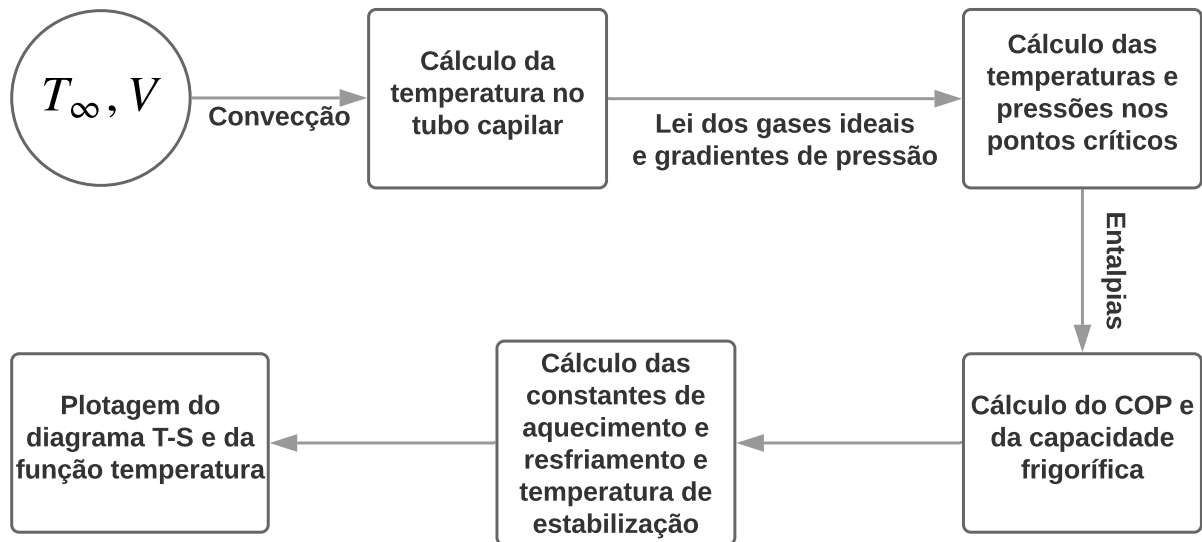 T∞, V
Convecção
Cálculo da
temperatura no
tubo capilar
Lei dos gases ideais
e gradientes de pressão
Cálculo das
temperaturas e
pressões nos
pontos críticos
Entalpias
Cálculo do COP e
da capacidade
frigorífica
Cálculo das
constantes de
aquecimento e
resfriamento e
temperatura de
estabilização
Plotagem do
diagrama T-S e da
função temperatura